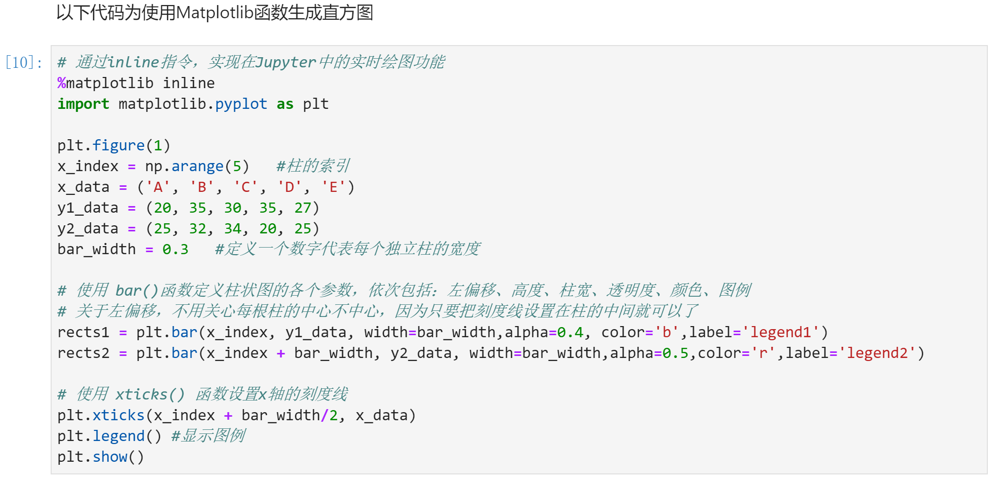 以下代码为使用Matplotlib函数生成直方图
[10]:
# 通过inline指令，实现在Jupyter中的实时绘图功能
%matplotlib inline
import matplotlib.pyplot as plt
plt.figure(1)
x_index = np.arange(5)   #柱的索引
x_data = ('A', 'B', 'C', 'D', 'E')
y1_data = (20, 35, 30, 35, 27)
y2_data = (25, 32, 34, 20, 25)
bar_width = 0.3   #定义一个数字代表每个独立柱的宽度
# 使用 bar()函数定义柱状图的各个参数，依次包括：左偏移、高度、柱宽、透明度、颜色、图例
# 关于左偏移，不用关心每根柱的中心不中心，因为只要把刻度线设置在柱的中间就可以了
rects1 = plt.bar(x_index, y1_data, width=bar_width,alpha=0.4, color='b',label='legend1')
rects2 = plt.bar(x_index + bar_width, y2_data, width=bar_width,alpha=0.5,color='r',label='legend2')
# 使用 xticks() 函数设置x轴的刻度线
plt.xticks(x_index + bar_width/2, x_data)
plt.legend() #显示图例
plt.show()